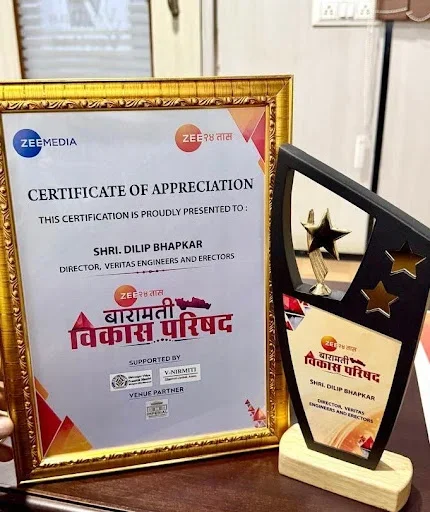 ZEEMEDIA
ZEE २४ तास
CERTIFICATE OF APPRECIATION
THIS CERTIFICATION IS PROUDLY PRESENTED TO :
SHRI. DILIP BHAPKAR
DIRECTOR, VERITAS ENGINEERS AND ERECTORS
ZEE २४ तास
बारामती
विकास परिषद
SUPPORTED BY
V-NIRMITI
VENUE PARTNER
ZEE २४ तास
बारामती
विकास परिषद
SHRI. DILIP BHAPKAR
DIRECTOR, VERITAS
ENGINEERS AND ERECTORS